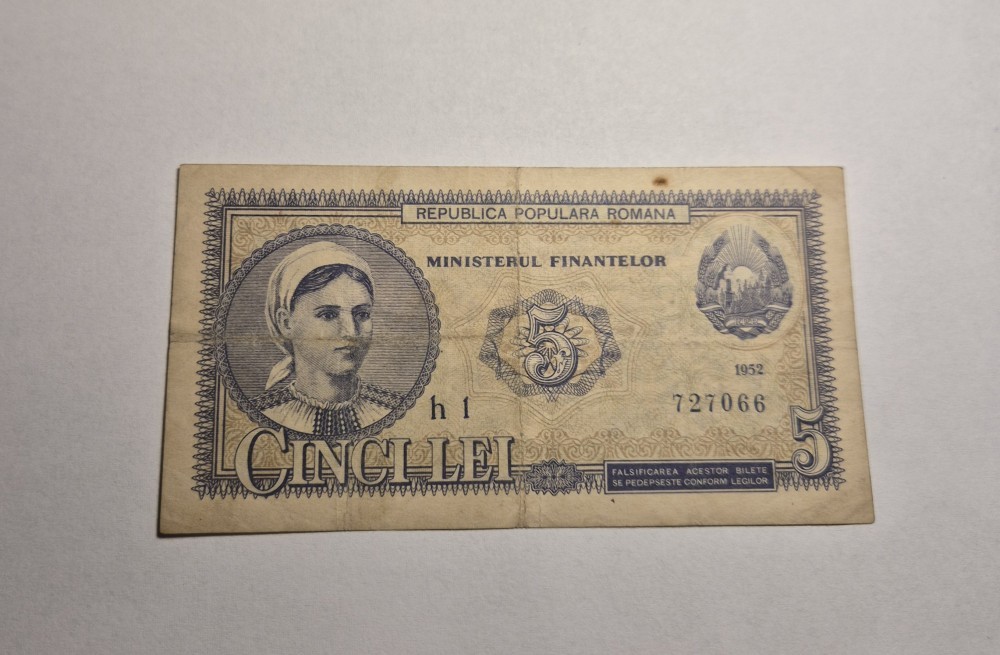 REPUBLICA POPULARA ROMANA
MINISTERUL FINANTELOR
5
1952
h 1
727066
CINCI LEI
FALSIFICAREA ACESTOR BILETE
SE PEDEPSESTE CONFORM LEGILOR
5